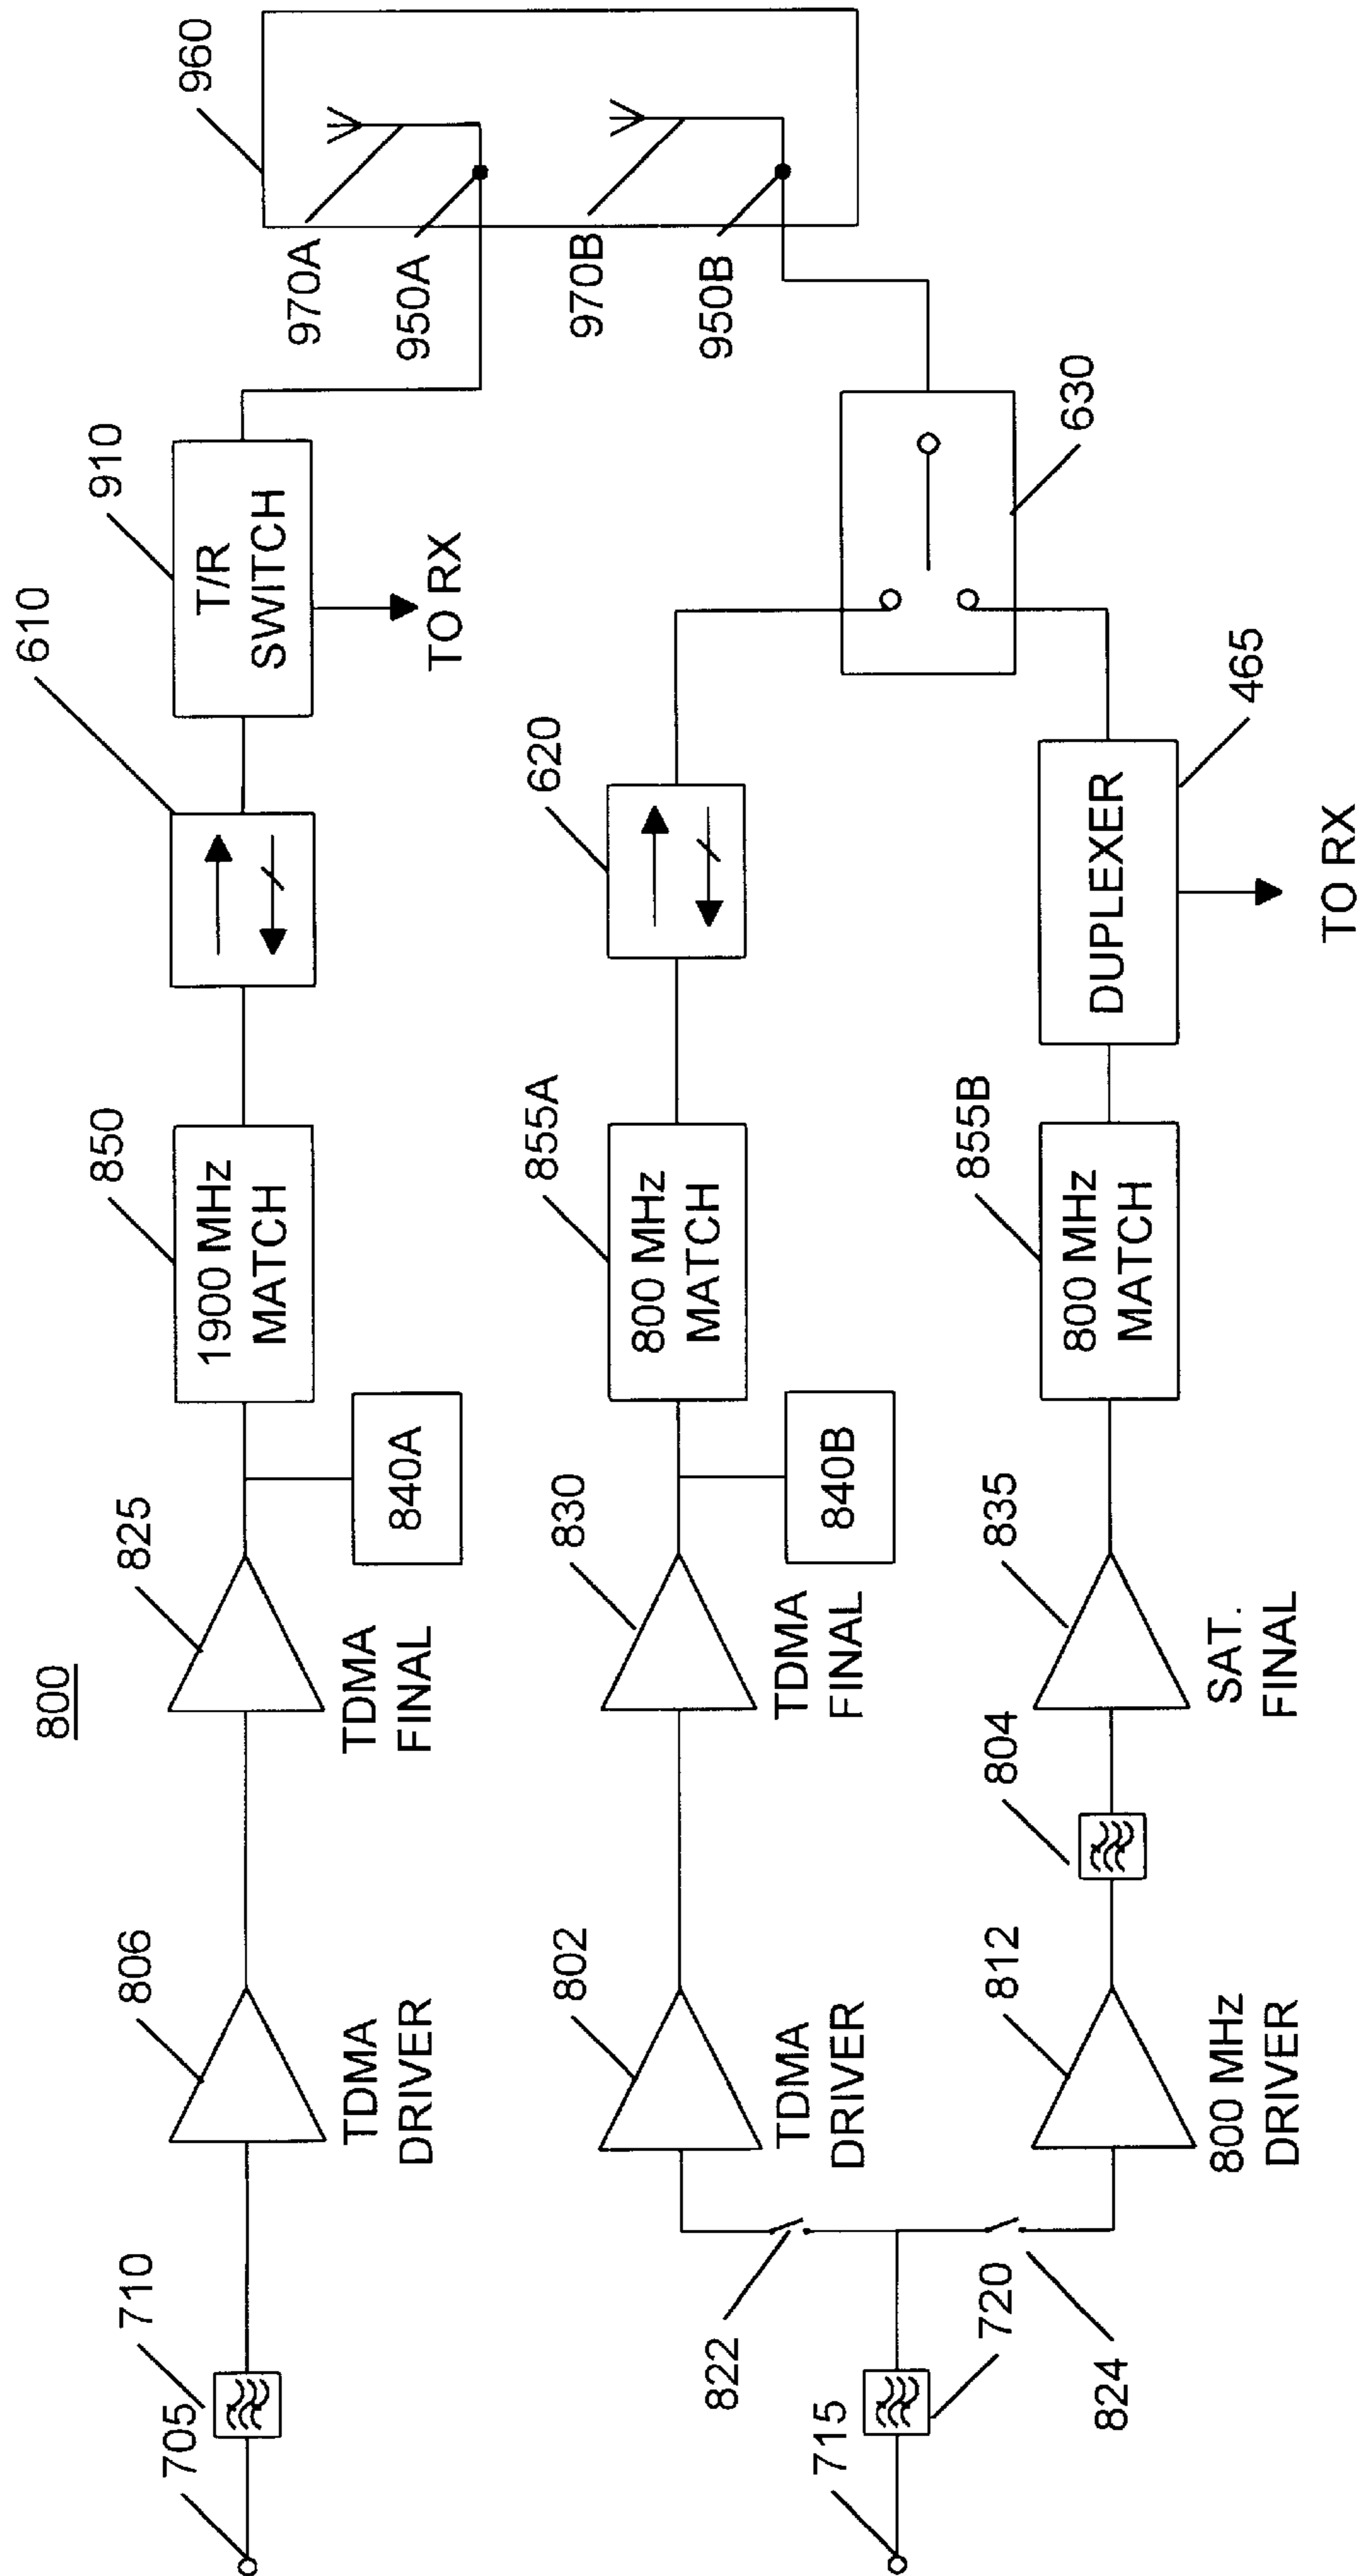 800
705
710
806
TDMA
DRIVER
825
TDMA
FINAL
840A
850
1900 MHz
MATCH
610
910
T/R
SWITCH
TO RX
960
970A
950A
970B
950B
715
720
822
824
802
TDMA
DRIVER
830
TDMA
FINAL
840B
855A
800 MHz
MATCH
620
630
812
800 MHz
DRIVER
804
835
SAT.
FINAL
855B
800 MHz
MATCH
465
DUPLEXER
TO RX